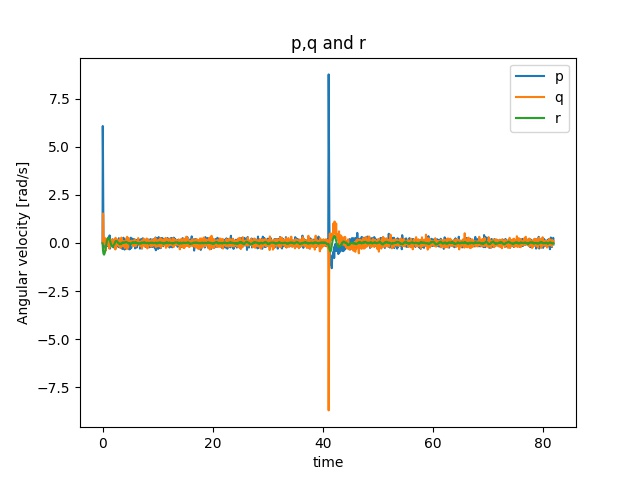 p,q and r
p
q
r
7.5
5.0
2.5
0.0
−2.5
−5.0
−7.5
Angular velocity [rad/s]
0 20 40 60 80
time